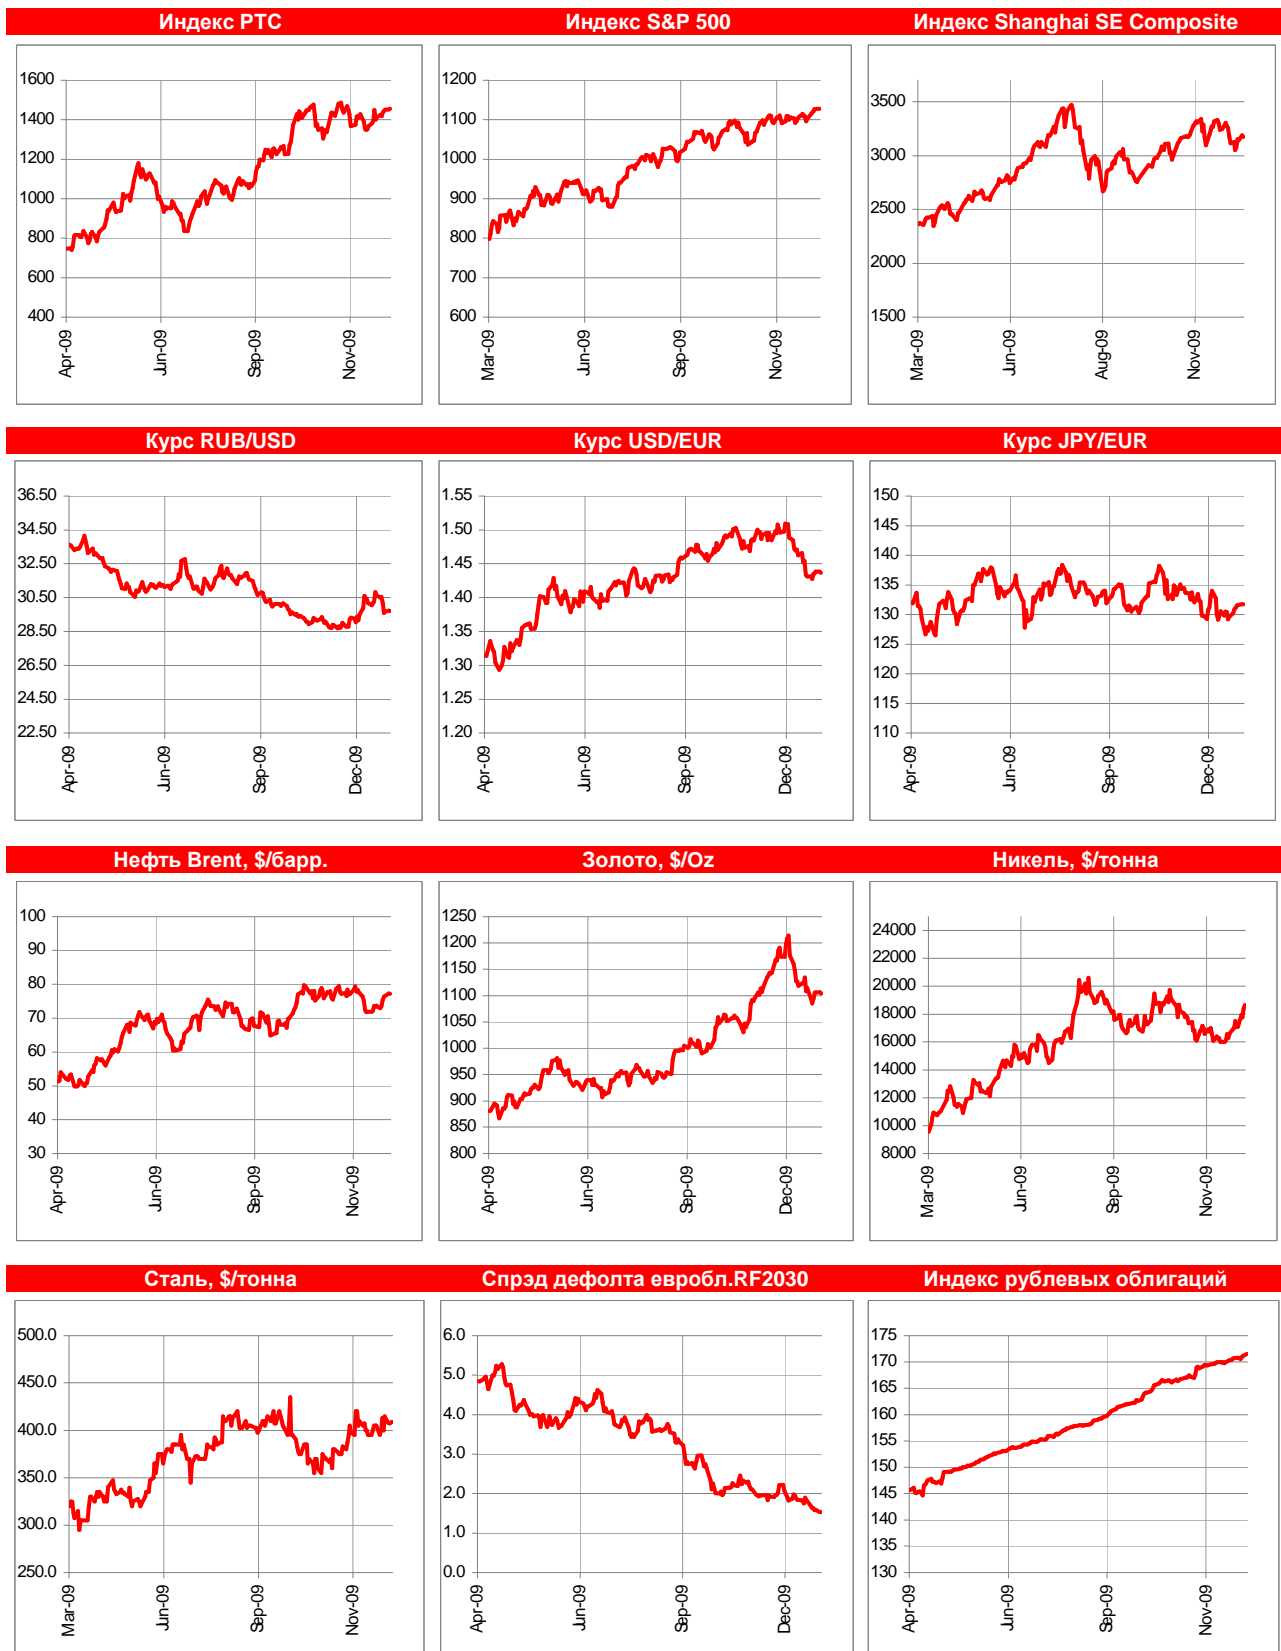 Индекс РТС
1600
1400
1200
1000
800
600
400
Apr-09
Jun-09
Sep-09
Nov-09
Индекс S&P 500
1200
1100
1000
900
800
700
600
Mar-09
Jun-09
Sep-09
Nov-09
Индекс Shanghai SE Composite
3500
3000
2500
2000
1500
Mar-09
Jun-09
Aug-09
Nov-09
Курс RUB/USD
36.50
34.50
32.50
30.50
28.50
26.50
24.50
22.50
Apr-09
Jun-09
Sep-09
Dec-09
Курс USD/EUR
1.55
1.50
1.45
1.40
1.35
1.30
1.25
1.20
Apr-09
Jun-09
Sep-09
Dec-09
Курс JPY/EUR
150
145
140
135
130
125
120
115
110
Apr-09
Jun-09
Sep-09
Dec-09
Нефть Brent, $/барр.
100
90
80
70
60
50
40
30
Apr-09
Jun-09
Sep-09
Nov-09
Золото, $/Oz
1250
1200
1150
1100
1050
1000
950
900
850
800
Apr-09
Jun-09
Sep-09
Dec-09
Никель, $/тонна
24000
22000
20000
18000
16000
14000
12000
10000
8000
Mar-09
Jun-09
Sep-09
Nov-09
Сталь, $/тонна
500.0
450.0
400.0
350.0
300.0
250.0
Mar-09
Jun-09
Sep-09
Nov-09
Спрэд дефолта евробл.RF2030
6.0
5.0
4.0
3.0
2.0
1.0
0.0
Apr-09
Jun-09
Sep-09
Dec-09
Индекс рублевых облигаций
175
170
165
160
155
150
145
140
135
130
Apr-09
Jun-09
Sep-09
Nov-09